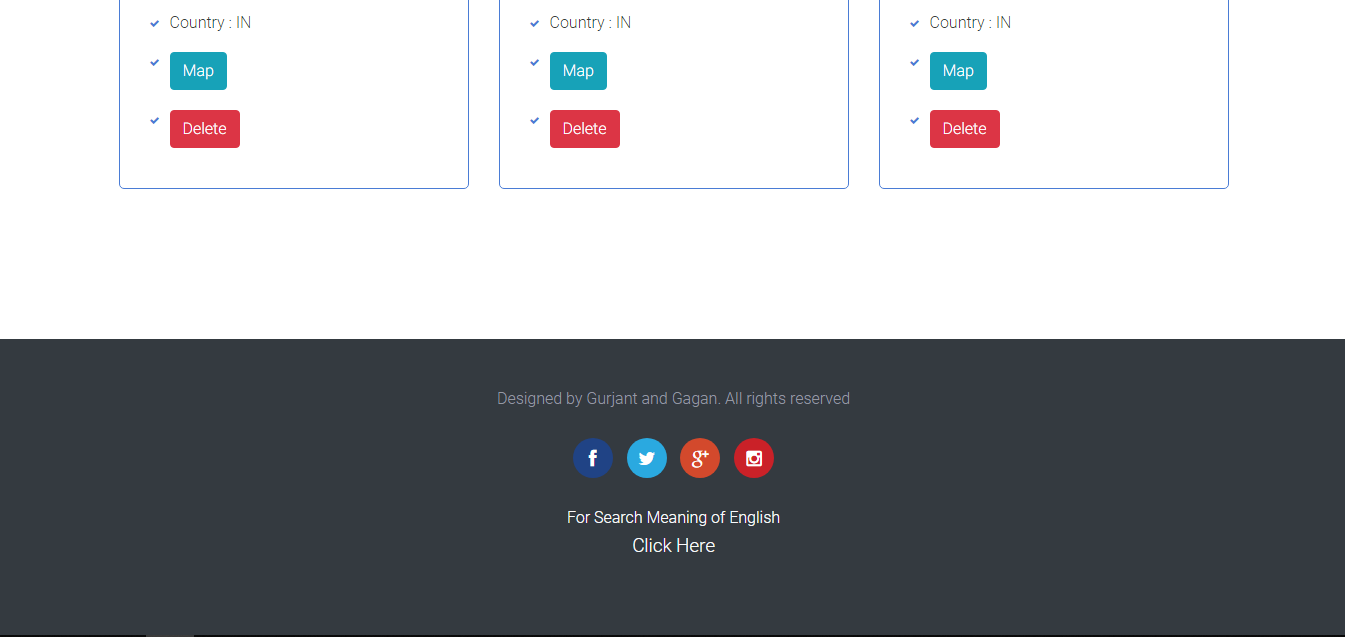 Country : IN
Map
Delete
Country : IN
Map
Delete
Country : IN
Map
Delete
Designed by Gurjant and Gagan. All rights reserved
For Search Meaning of English
Click Here